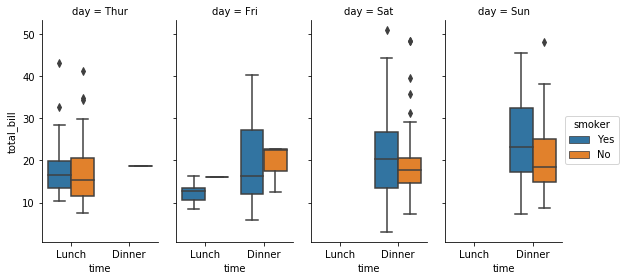 day = Thur
day = Fri
day = Sat
day = Sun
total_bill
50
40
30
20
10
Lunch
Dinner
Lunch
Dinner
Lunch
Dinner
Lunch
Dinner
time
time
time
time
smoker
Yes
No